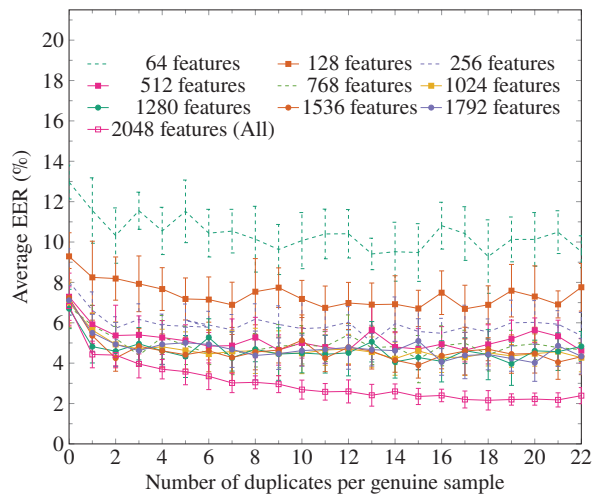 20
18
16
14
12
10
8
6
4
2
0
Average EER (%)
64 features 128 features 256 features
512 features 768 features 1024 features
1280 features 1536 features 1792 features
2048 features (All)
0 2 4 6 8 10 12 14 16 18 20 22
Number of duplicates per genuine sample